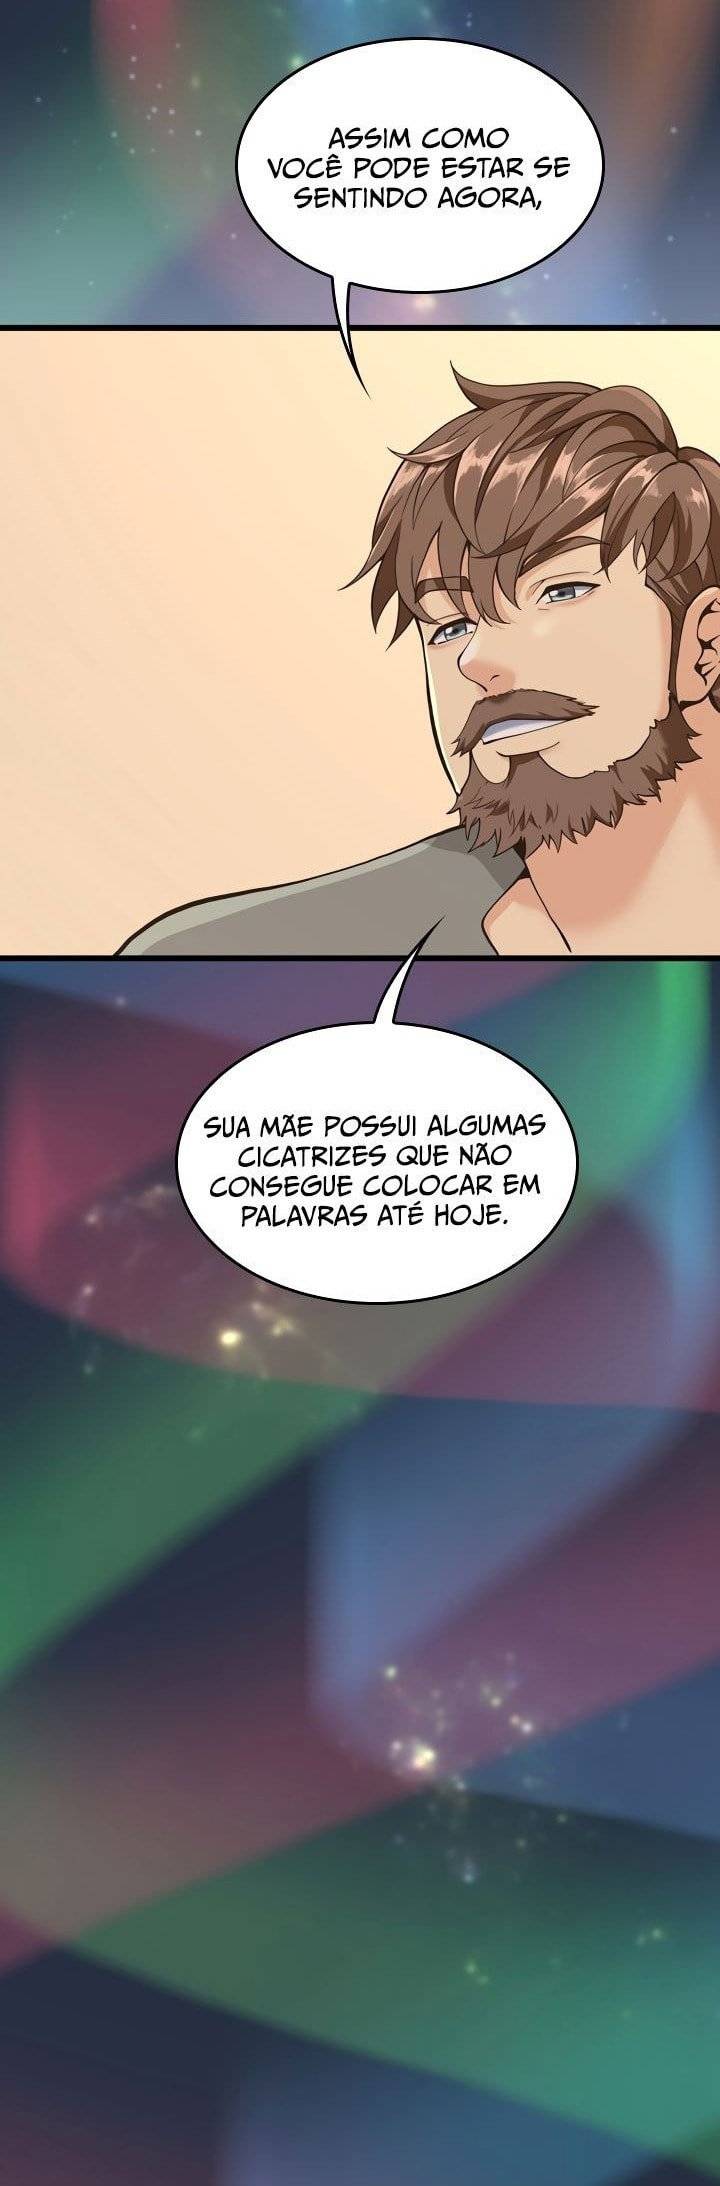 ASSIM COMO
VOCÊ PODE ESTAR SE
SENTINDO AGORA,
SUA MÃE POSSUI ALGUMAS
CICATRIZES QUE NÃO
CONSEGUE COLOCAR EM
PALAVRAS ATÉ HOJE.